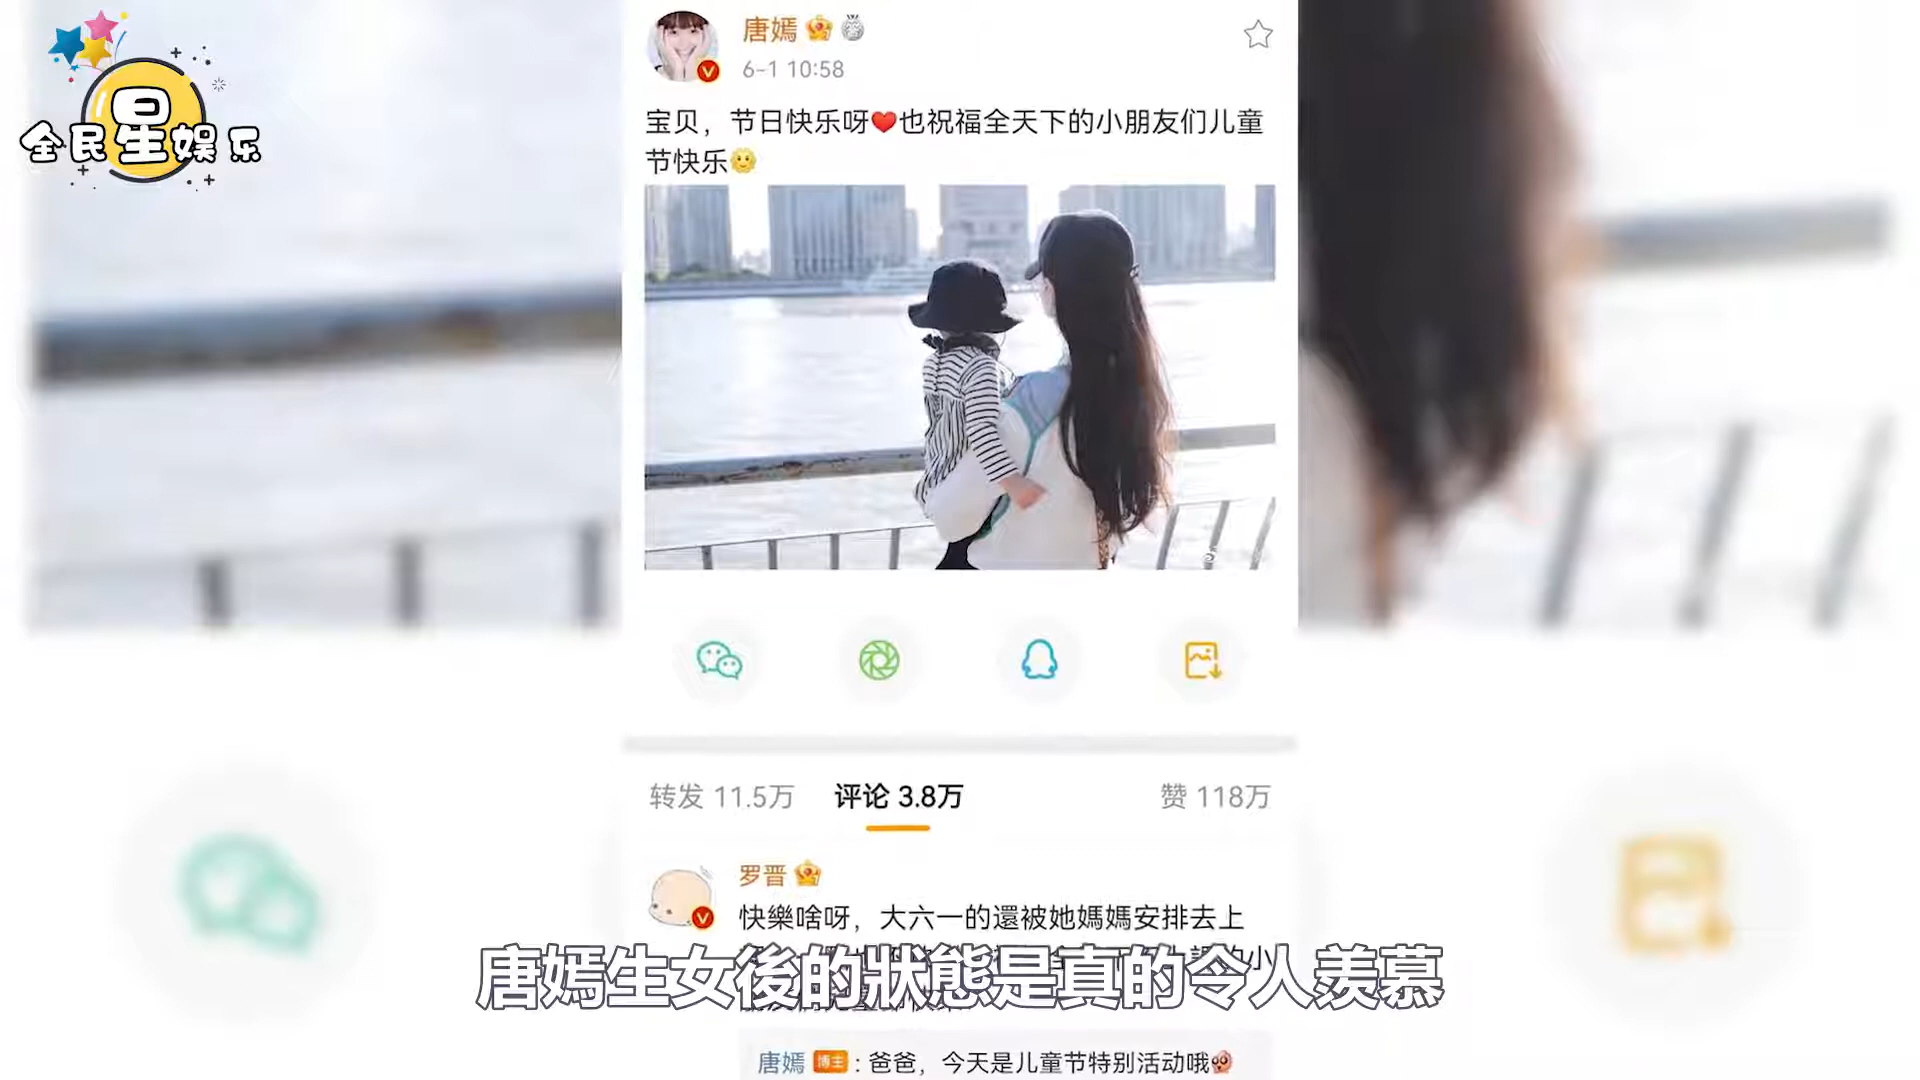 全民星娱乐
唐嫣
6-1 10:58
宝贝，节日快乐呀❤️也祝福全天下的小朋友们儿童
节快乐🌞
转发 11.5万 评论 3.8万 赞 118万
罗晋
快樂啥呀，大六一的還被她媽媽安排去上
唐嫣生女後的狀態是真的令人羨慕
唐嫣 博主：爸爸，今天是儿童节特别活动哦